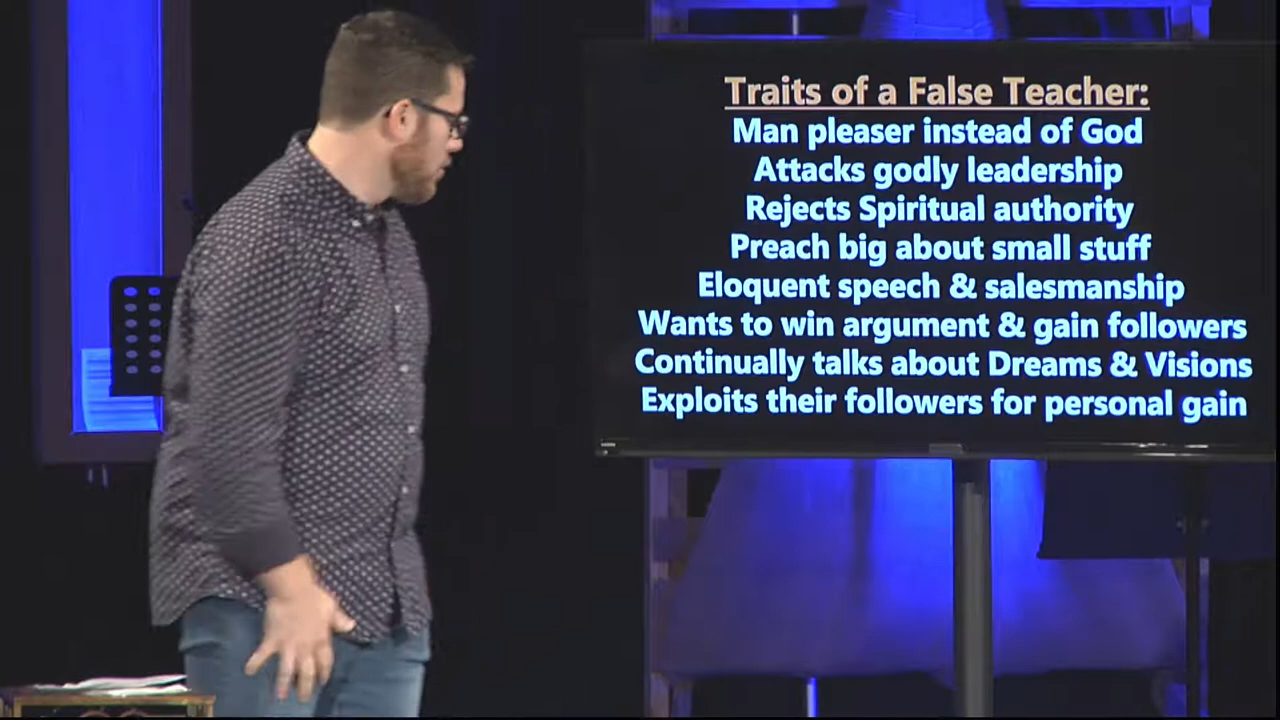 Traits of a False Teacher:
Man pleaser instead of God
Attacks godly leadership
Rejects Spiritual authority
Preach big about small stuff
Eloquent speech & salesmanship
Wants to win argument & gain followers
Continually talks about Dreams & Visions
Exploits their followers for personal gain